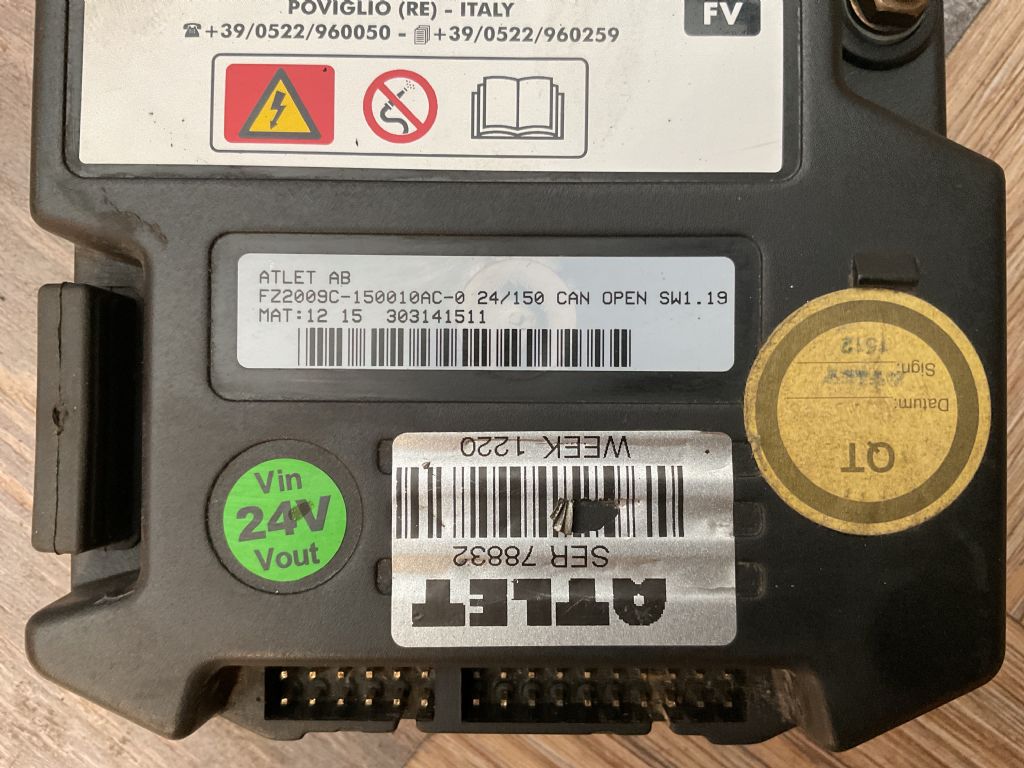 POVIGLIO (RE) - ITALY
☎+39/0522/960050 - +39/0522/960259
FV
ATLET AB
FZ2009C-150010AC-0 24/150 CAN OPEN SW1.19
MAT:12 15 303141511
Vin
24V
Vout
WEEK 1220
SER 78832
ATLET
QT
Datum:
Sign:
1512